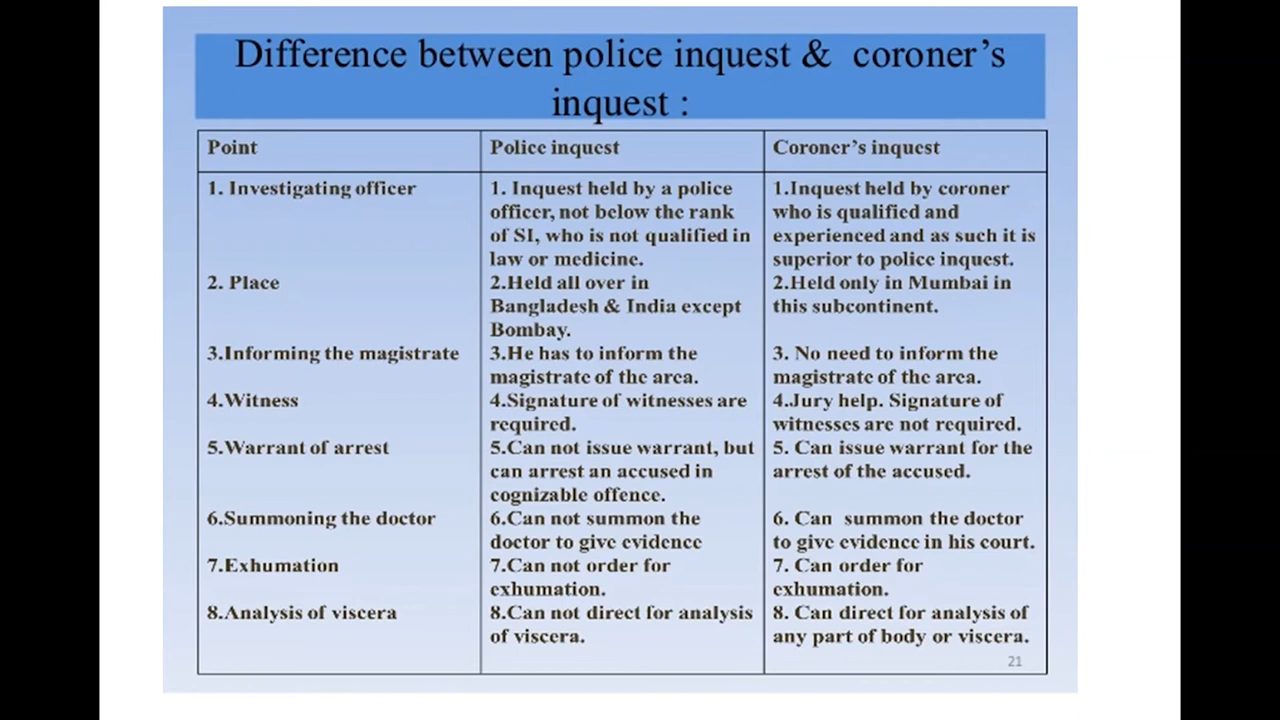 Difference between police inquest & coroner's
inquest :
Point
Police inquest
Coroner's inquest
1. Investigating officer
1. Inquest held by a police
officer, not below the rank
of SI, who is not qualified in
law or medicine.
1.Inquest held by coroner
who is qualified and
experienced and as such it is
superior to police inquest.
2. Place
2.Held all over in
Bangladesh & India except
Bombay.
2.Held only in Mumbai in
this subcontinent.
3.Informing the magistrate
3.He has to inform the
magistrate of the area.
3. No need to inform the
magistrate of the area.
4.Witness
4.Signature of witnesses are
required.
4.Jury help. Signature of
witnesses are not required.
5.Warrant of arrest
5.Can not issue warrant, but
can arrest an accused in
cognizable offence.
5. Can issue warrant for the
arrest of the accused.
6.Summoning the doctor
6.Can not summon the
doctor to give evidence
6. Can summon the doctor
to give evidence in his court.
7.Exhumation
7.Can not order for
exhumation.
7. Can order for
exhumation.
8.Analysis of viscera
8.Can not direct for analysis
of viscera.
8. Can direct for analysis of
any part of body or viscera.
21